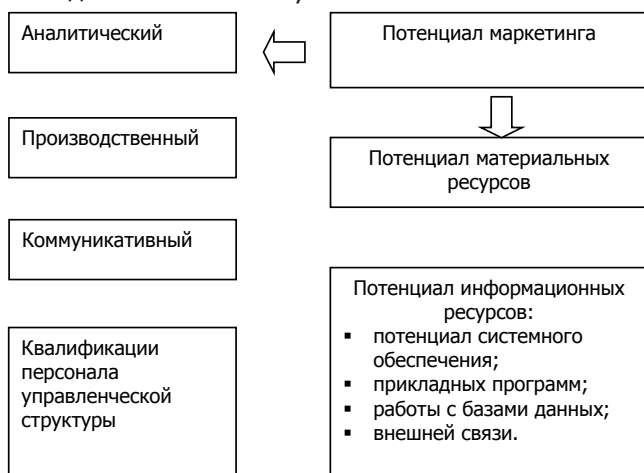 Аналитический
Потенциал маркетинга
Производственный
Потенциал материальных
ресурсов
Коммуникативный
Квалификации
персонала
управленческой
структуры
Потенциал информационных
ресурсов:
▪ потенциал системного
обеспечения;
▪ прикладных программ;
▪ работы с базами данных;
▪ внешней связи.